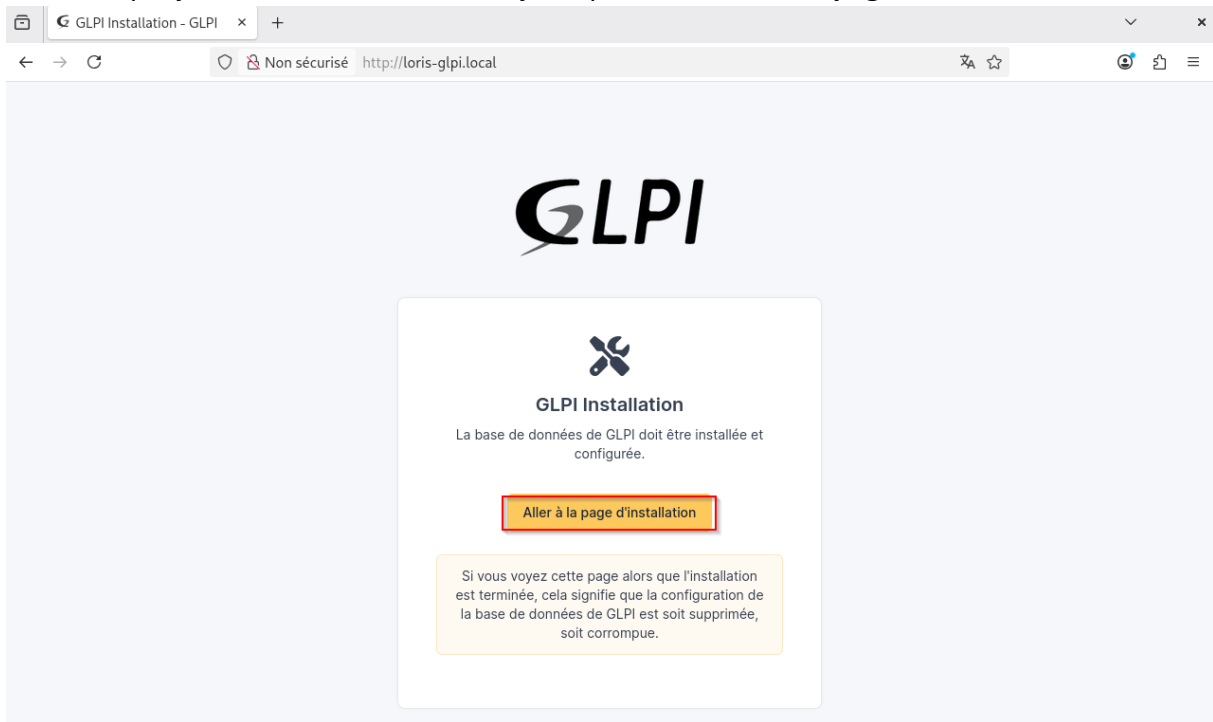 GLPI Installation - GLPI
Non sécurisé http://loris-glpi.local
GLPI
GLPI Installation
La base de données de GLPI doit être installée et
configurée.
Aller à la page d'installation
Si vous voyez cette page alors que l'installation
est terminée, cela signifie que la configuration de
la base de données de GLPI est soit supprimée,
soit corrompue.